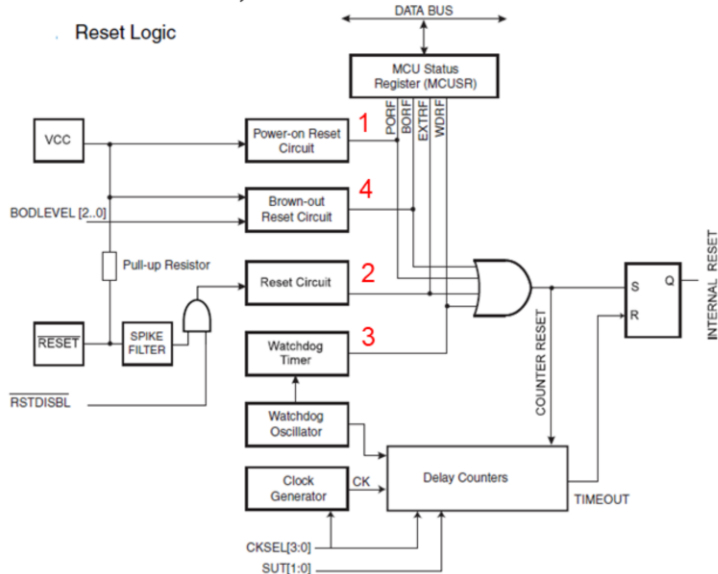 DATA BUS
Reset Logic
MCU Status
Register (MCUSR)
PORF
BORF
EXTRF
WDRF
VCC
Power-on Reset
Circuit
1
BODLEVEL [2..0]
Brown-out
Reset Circuit
4
Pull-up Resistor
Reset Circuit
2
RESET
SPIKE
FILTER
RSTDISBL
Watchdog
Timer
3
Watchdog
Oscillator
Clock
Generator
CK
Delay Counters
COUNTER RESET
S
Q
R
INTERNAL RESET
TIMEOUT
CKSEL[3:0]
SUT[1:0]